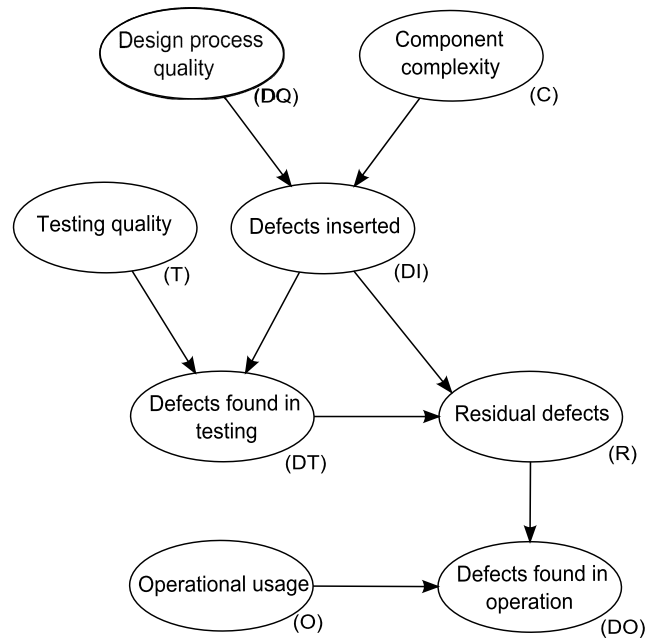 Design process
quality
(DQ)
Component
complexity
(C)
Testing quality
(T)
Defects inserted
(DI)
Defects found in
testing
(DT)
Residual defects
(R)
Operational usage
(O)
Defects found in
operation
(DO)